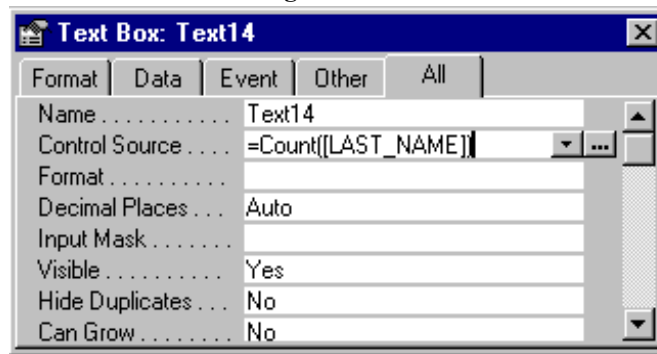 Text Box: Text14
Format Data Event Other All
Name........... Text14
Control Source.... =Count([LAST_NAME])
Format..........
Decimal Places... Auto
Input Mask.......
Visible.......... Yes
Hide Duplicates... No
Can Grow........ No